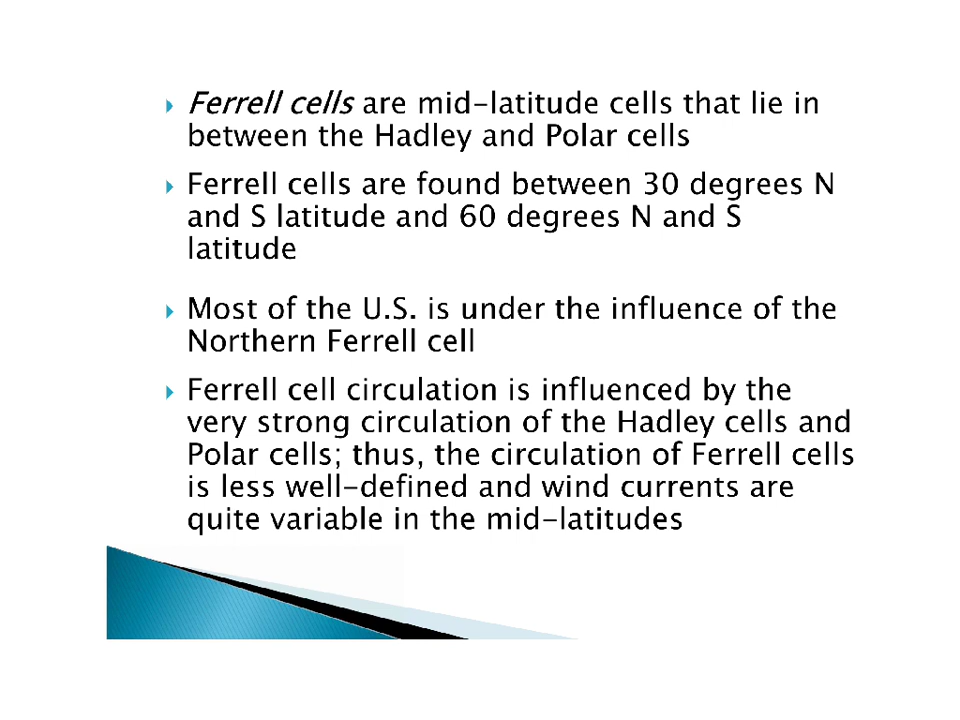 Ferrell cells are mid-latitude cells that lie in
between the Hadley and Polar cells
Ferrell cells are found between 30 degrees N
and S latitude and 60 degrees N and S
latitude
Most of the U.S. is under the influence of the
Northern Ferrell cell
Ferrell cell circulation is influenced by the
very strong circulation of the Hadley cells and
Polar cells; thus, the circulation of Ferrell cells
is less well-defined and wind currents are
quite variable in the mid-latitudes